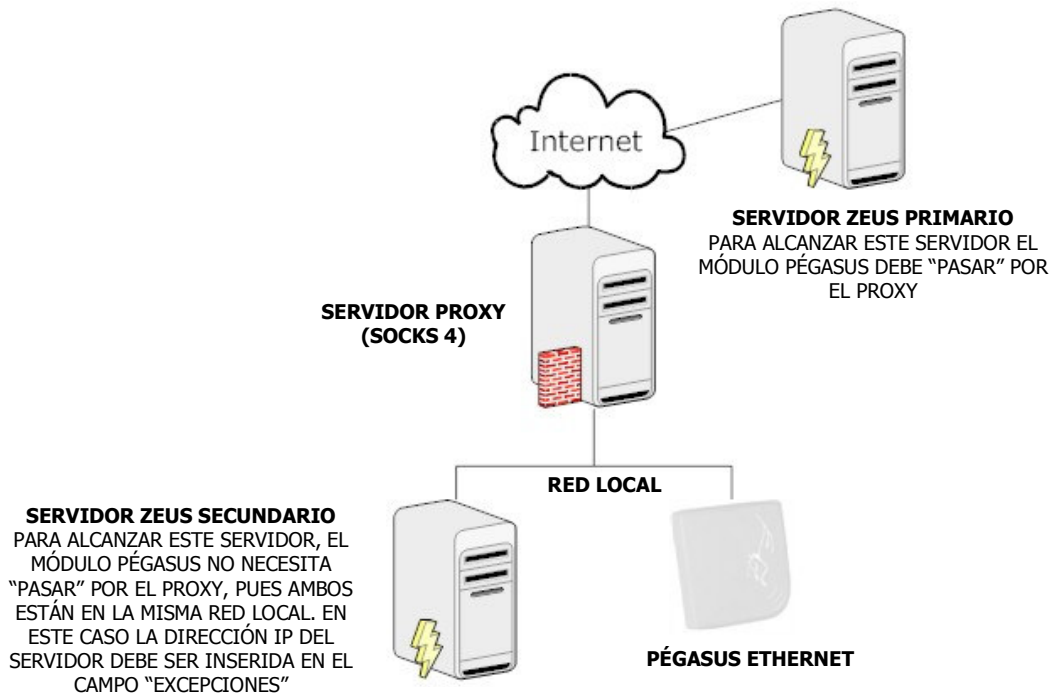 Internet
SERVIDOR ZEUS PRIMARIO
PARA ALCANZAR ESTE SERVIDOR EL
MÓDULO PÉGASUS DEBE “PASAR” POR
EL PROXY
SERVIDOR PROXY
(SOCKS 4)
RED LOCAL
SERVIDOR ZEUS SECUNDARIO
PARA ALCANZAR ESTE SERVIDOR, EL
MÓDULO PÉGASUS NO NECESITA
“PASAR” POR EL PROXY, PUES AMBOS
ESTÁN EN LA MISMA RED LOCAL. EN
ESTE CASO LA DIRECCIÓN IP DEL
SERVIDOR DEBE SER INSERIDA EN EL
CAMPO “EXCEPCIONES”
PÉGASUS ETHERNET